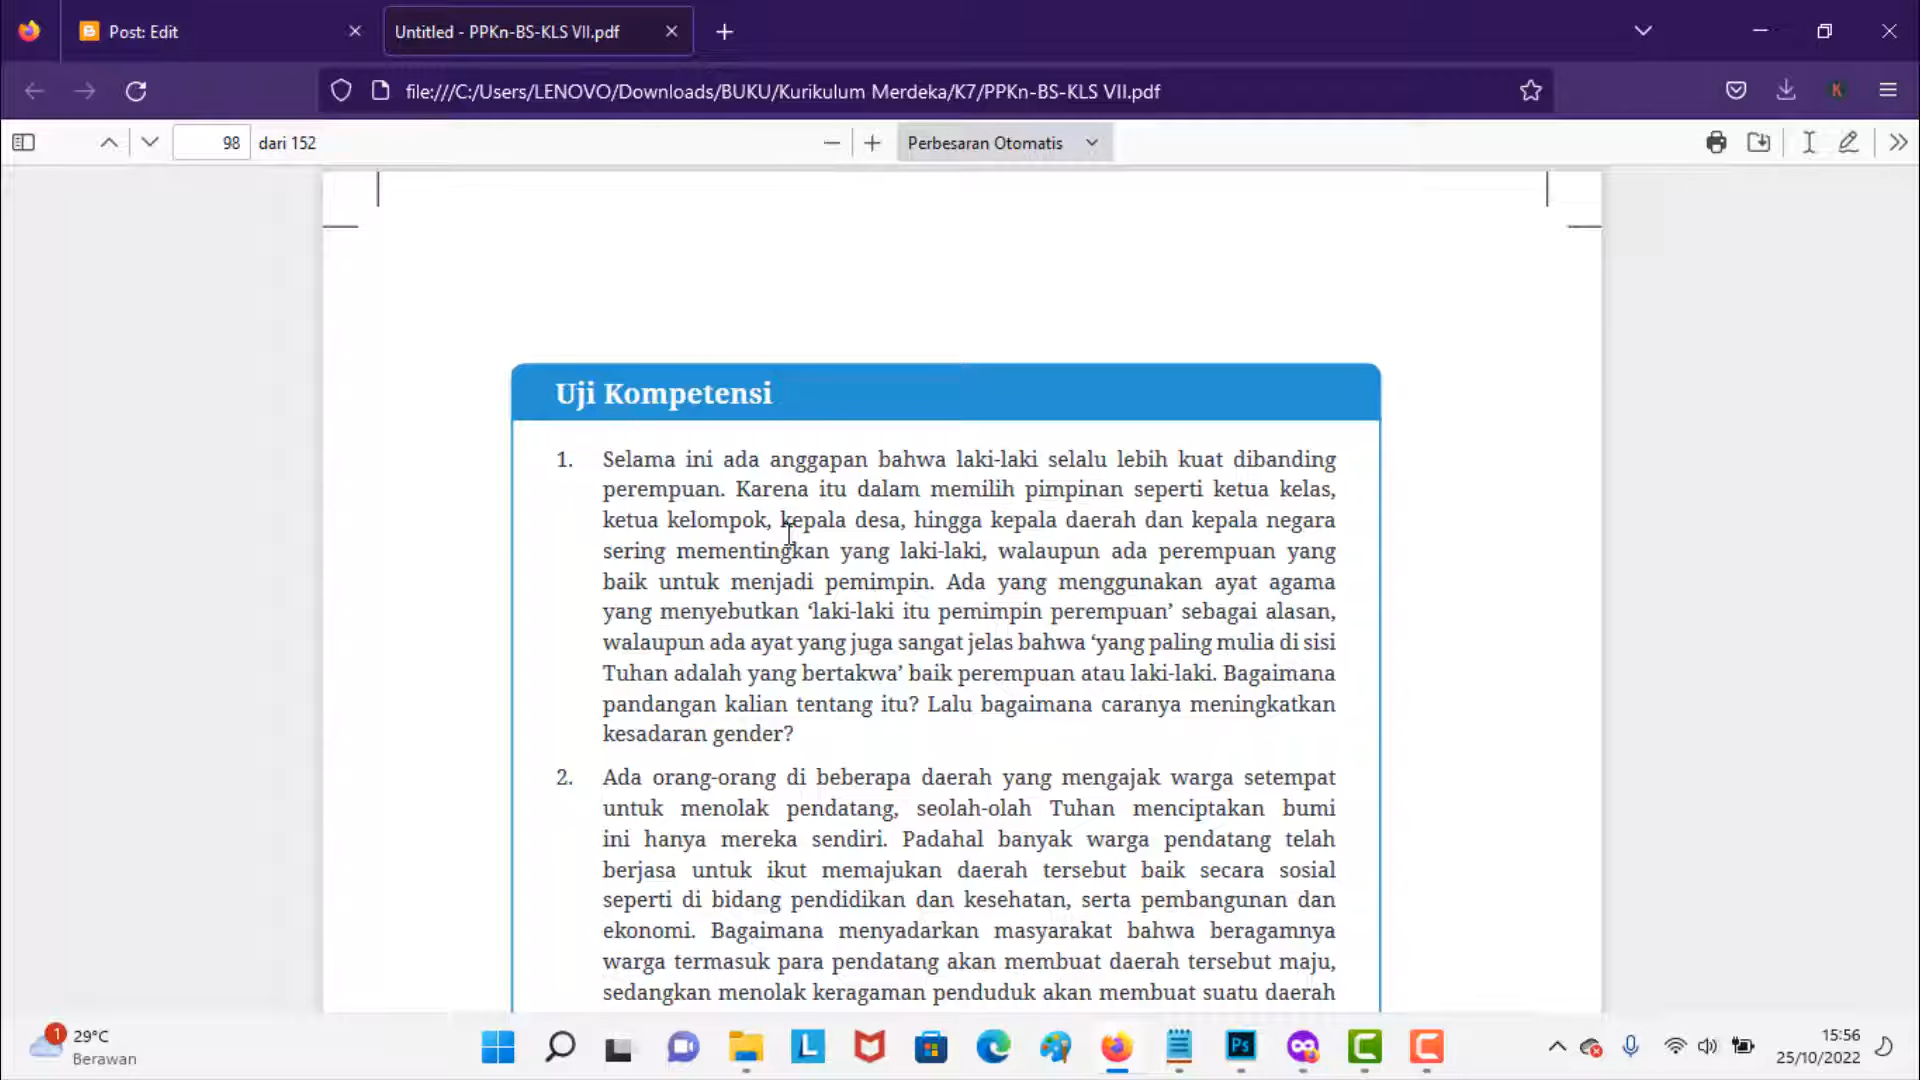 Post: Edit
Untitled - PPKn-BS-KLS VII.pdf
file:///C:/Users/LENOVO/Downloads/BUKU/Kurikulum Merdeka/K7/PPKn-BS-KLS VII.pdf
K
98 dari 152
Perbesaran Otomatis
Uji Kompetensi
1. Selama ini ada anggapan bahwa laki-laki selalu lebih kuat dibanding
perempuan. Karena itu dalam memilih pimpinan seperti ketua kelas,
ketua kelompok, kepala desa, hingga kepala daerah dan kepala negara
sering mementingkan yang laki-laki, walaupun ada perempuan yang
baik untuk menjadi pemimpin. Ada yang menggunakan ayat agama
yang menyebutkan ‘laki-laki itu pemimpin perempuan’ sebagai alasan,
walaupun ada ayat yang juga sangat jelas bahwa ‘yang paling mulia di sisi
Tuhan adalah yang bertakwa’ baik perempuan atau laki-laki. Bagaimana
pandangan kalian tentang itu? Lalu bagaimana caranya meningkatkan
kesadaran gender?
2. Ada orang-orang di beberapa daerah yang mengajak warga setempat
untuk menolak pendatang, seolah-olah Tuhan menciptakan bumi
ini hanya mereka sendiri. Padahal banyak warga pendatang telah
berjasa untuk ikut memajukan daerah tersebut baik secara sosial
seperti di bidang pendidikan dan kesehatan, serta pembangunan dan
ekonomi. Bagaimana menyadarkan masyarakat bahwa beragamnya
warga termasuk para pendatang akan membuat daerah tersebut maju,
sedangkan menolak keragaman penduduk akan membuat suatu daerah
1
29°C
Berawan
L
Ps
C
C
15:56
25/10/2022